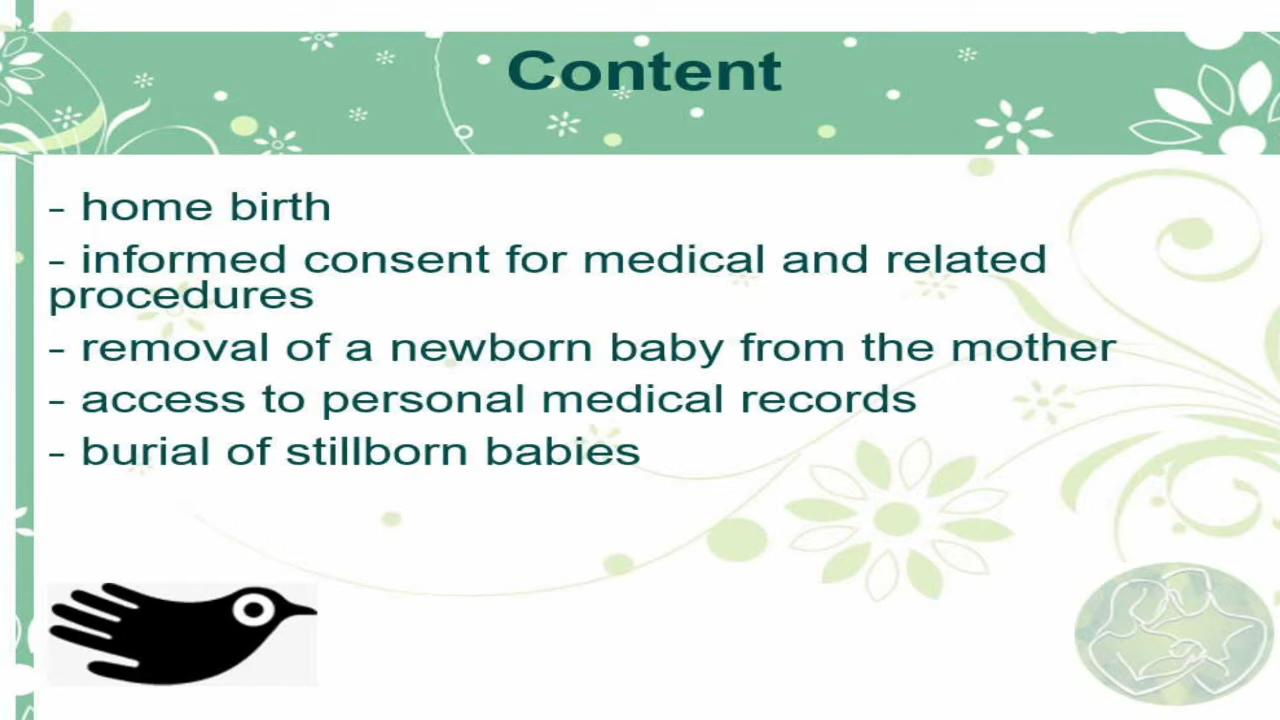 Content
- home birth
- informed consent for medical and related
procedures
- removal of a newborn baby from the mother
- access to personal medical records
- burial of stillborn babies